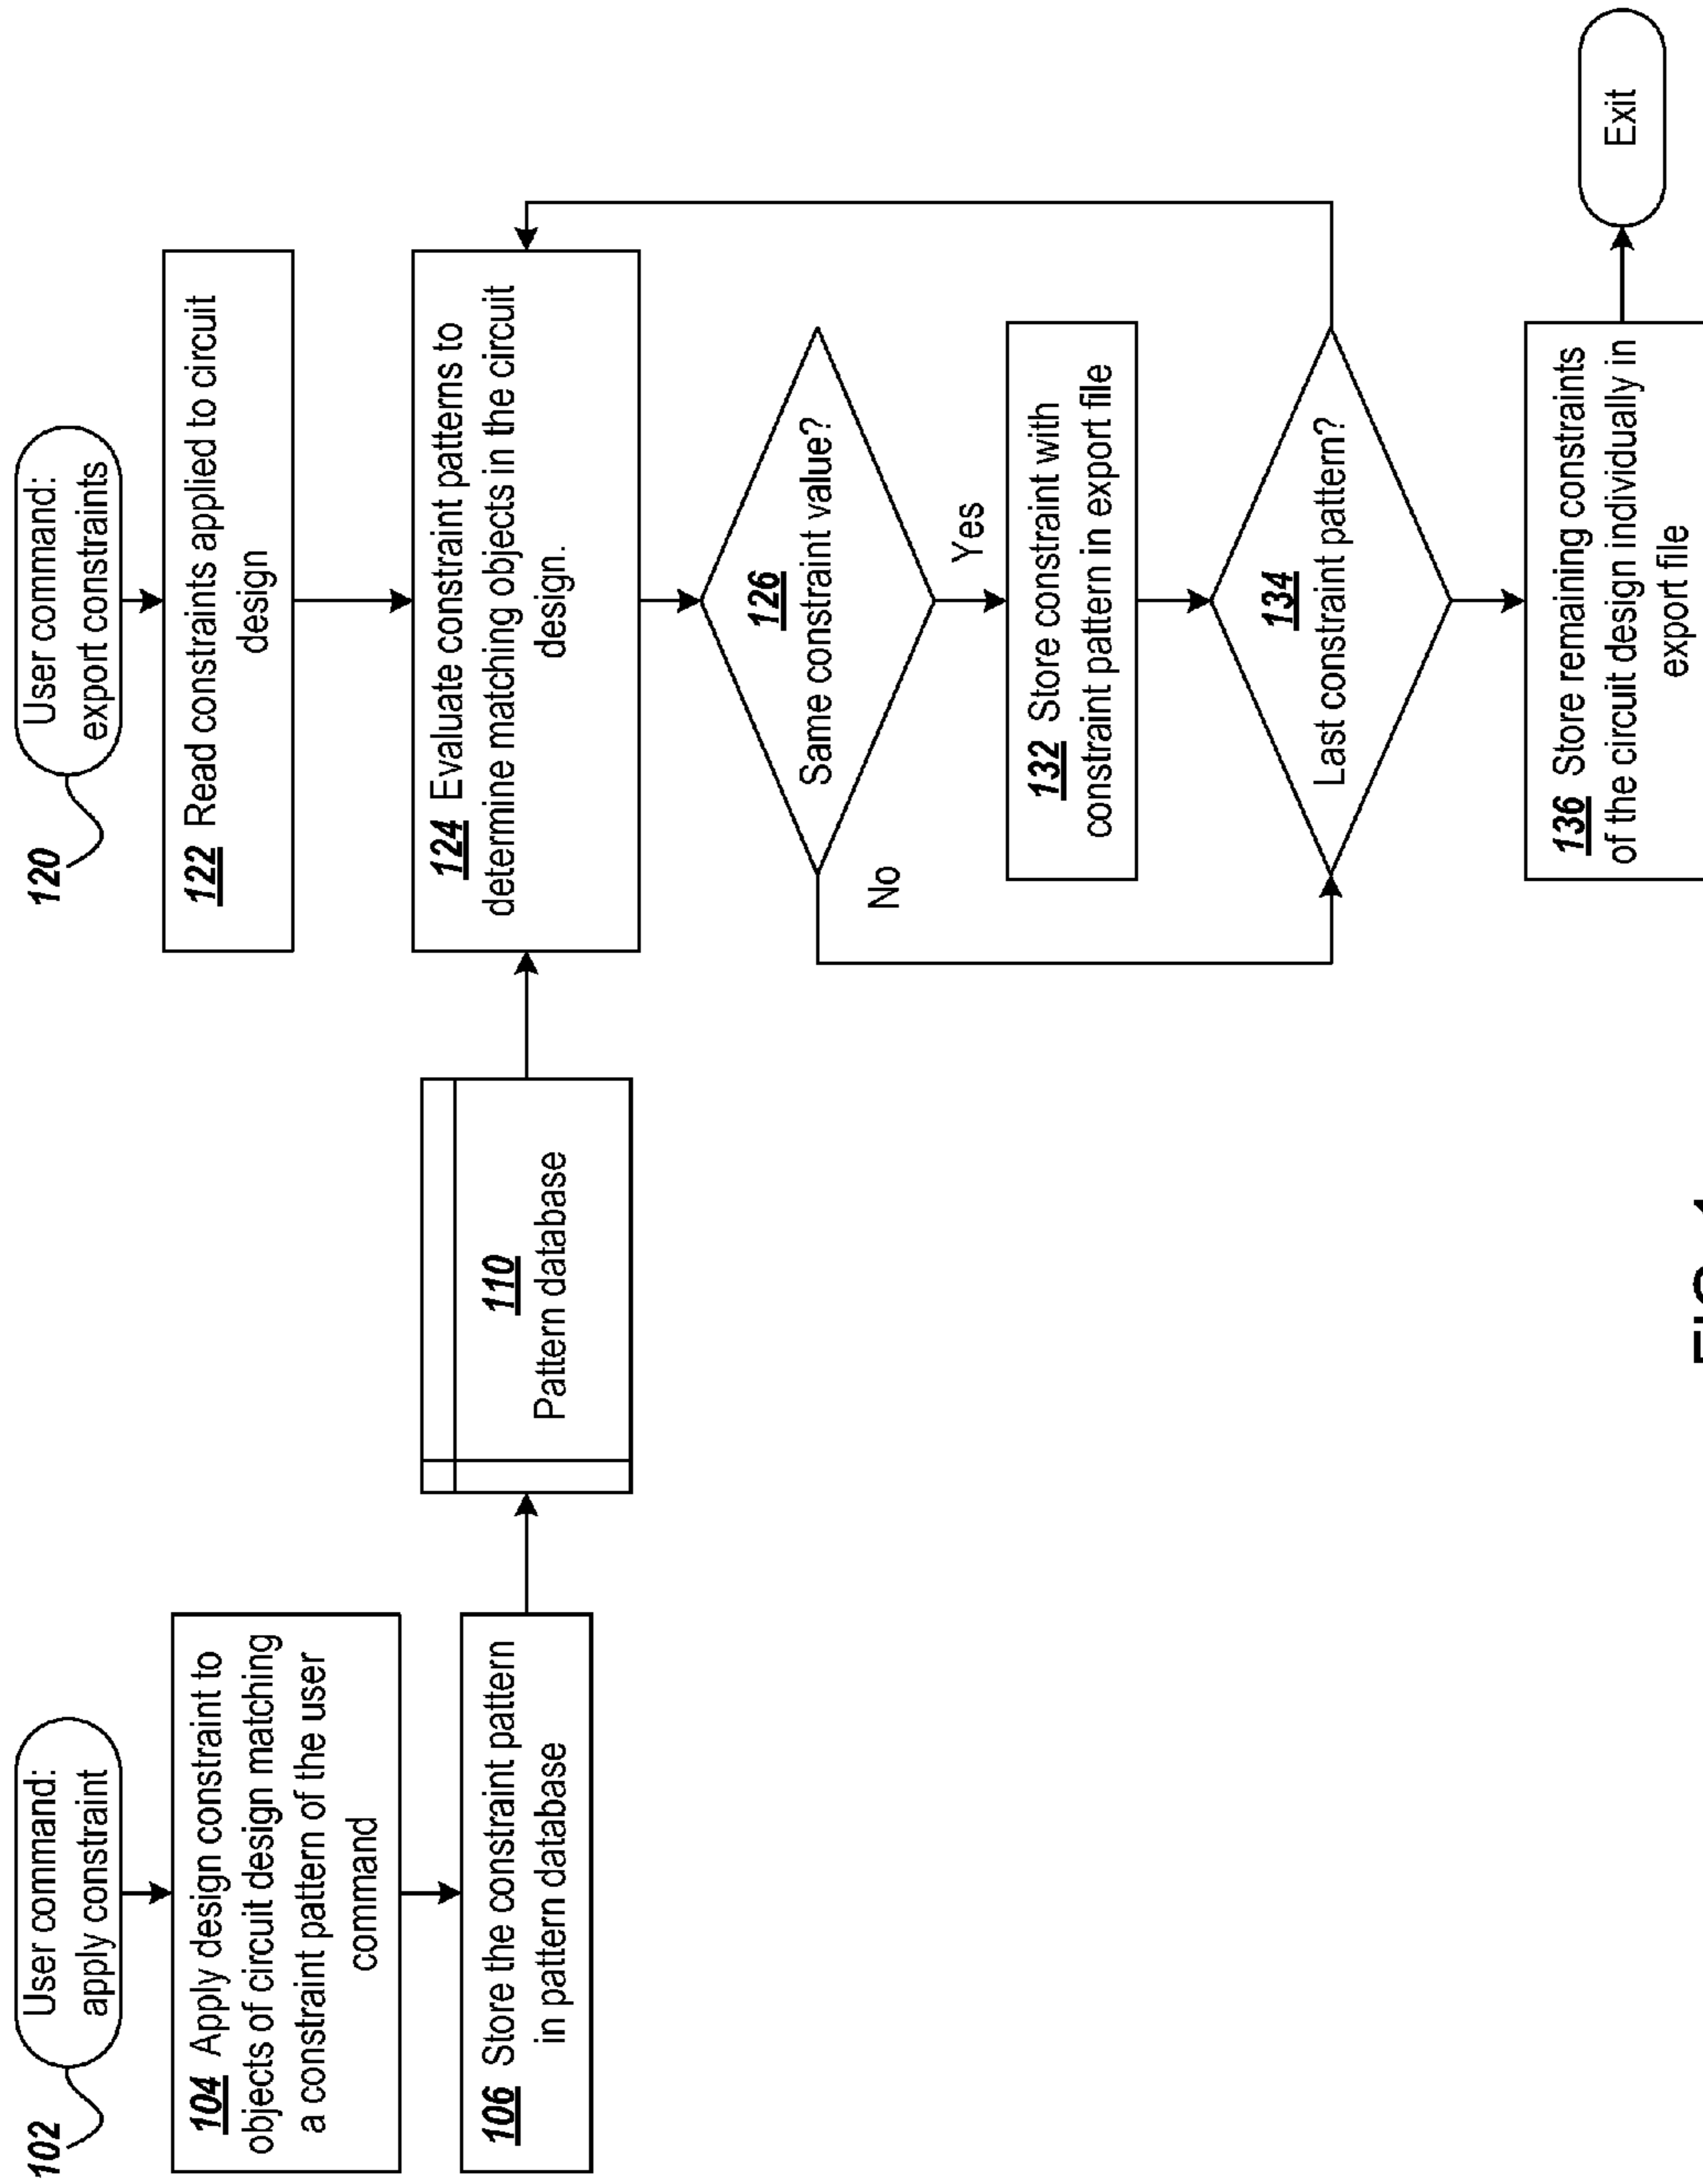 102
User command:
apply constraint
104 Apply design constraint to
objects of circuit design matching
a constraint pattern of the user
command
106 Store the constraint pattern
in pattern database
110
Pattern database
120
User command:
export constraints
122 Read constraints applied to circuit
design
124 Evaluate constraint patterns to
determine matching objects in the circuit
design.
126
Same constraint value?
No
Yes
132 Store constraint with
constraint pattern in export file
134
Last constraint pattern?
136 Store remaining constraints
of the circuit design individually in
export file
Exit